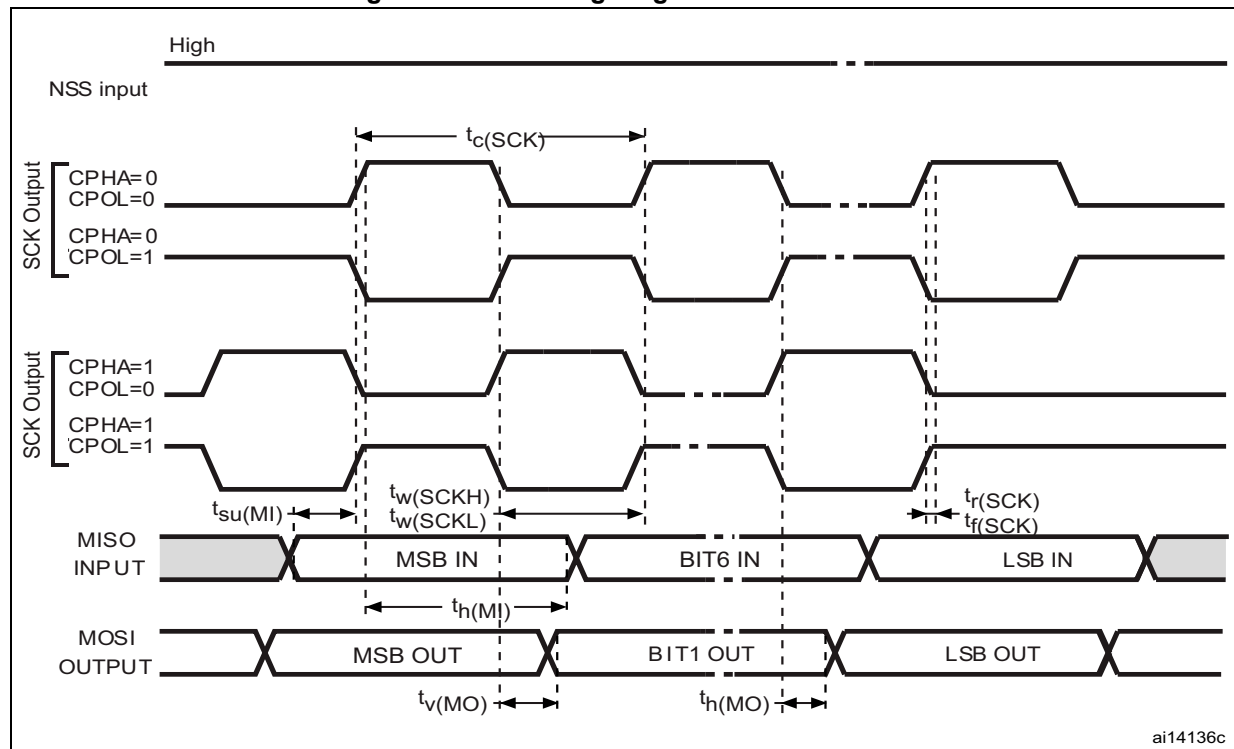 High
NSS input
tc(SCK)
SCK Output
CPHA=0
CPOL=0
CPHA=0
CPOL=1
SCK Output
CPHA=1
CPOL=0
CPHA=1
CPOL=1
tsu(MI)
tw(SCKH)
tw(SCKL)
tr(SCK)
tf(SCK)
MISO
INPUT
MSB IN
BIT6 IN
LSB IN
th(MI)
MOSI
OUTPUT
MSB OUT
BIT1 OUT
LSB OUT
tv(MO)
th(MO)
ai14136c